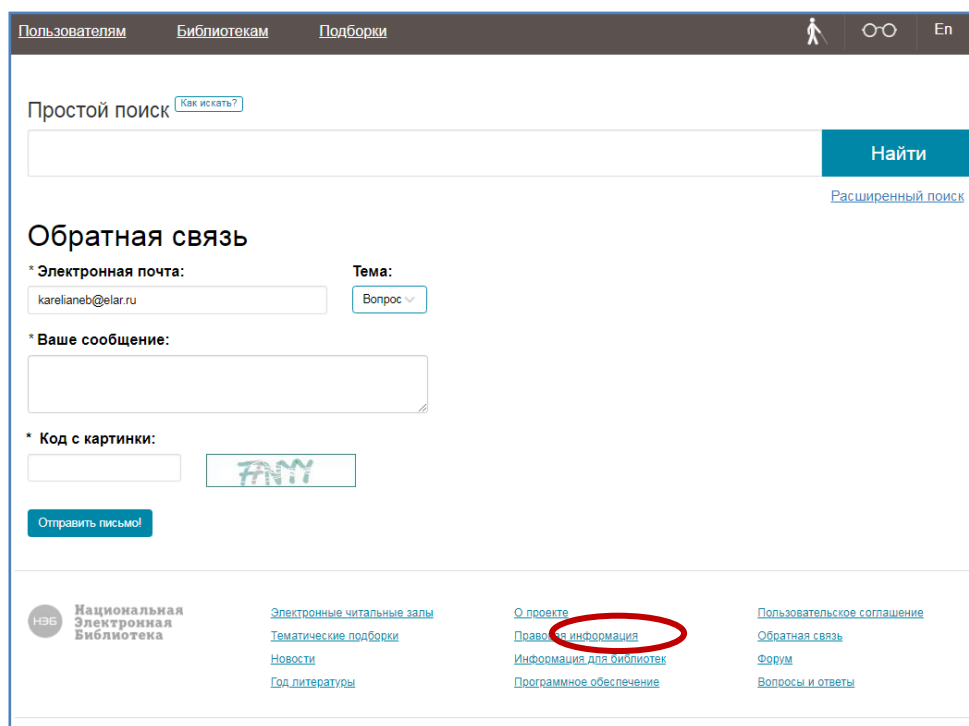 Пользователям Библиотекам Подборки En
Простой поиск Как искать?
Найти
Расширенный поиск
Обратная связь
* Электронная почта: Тема:
karelianeb@elar.ru Вопрос
* Ваше сообщение:
* Код с картинки:
7ANYY
Отправить письмо!
НЭБ
Национальная
Электронная
Библиотека
Электронные читальные залы О проекте Пользовательское соглашение
Тематические подборки Правовая информация Обратная связь
Новости Информация для библиотек Форум
Год литературы Программное обеспечение Вопросы и ответы